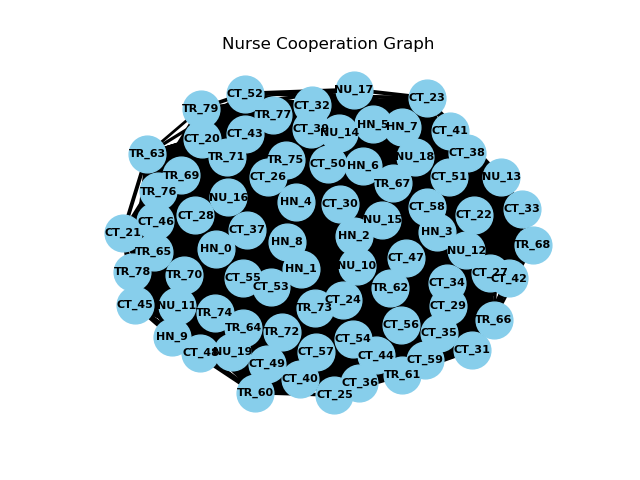 Nurse Cooperation Graph
NU_17
CT_52
CT_23
TR_79
CT_32
TR_77
HN_5
HN_7
CT_39
CT_41
NU_14
CT_43
CT_20
CT_38
TR_63
TR_71
NU_18
TR_75
CT_50
HN_6
TR_69
CT_26
CT_51
NU_13
TR_67
TR_76
NU_16
HN_4
CT_30
CT_58
CT_33
CT_28
CT_22
CT_46
NU_15
CT_37
HN_3
CT_21
HN_2
HN_8
TR_68
HN_0
TR_65
NU_12
CT_47
NU_10
HN_1
TR_78
TR_70
CT_27
CT_42
CT_55
CT_34
CT_53
TR_62
CT_24
CT_45
NU_11
CT_29
TR_73
TR_74
TR_66
CT_56
TR_64
TR_72
CT_35
HN_9
CT_54
CT_31
CT_48
NU_19
CT_57
CT_44
CT_59
CT_49
TR_61
CT_40
CT_36
TR_60
CT_25